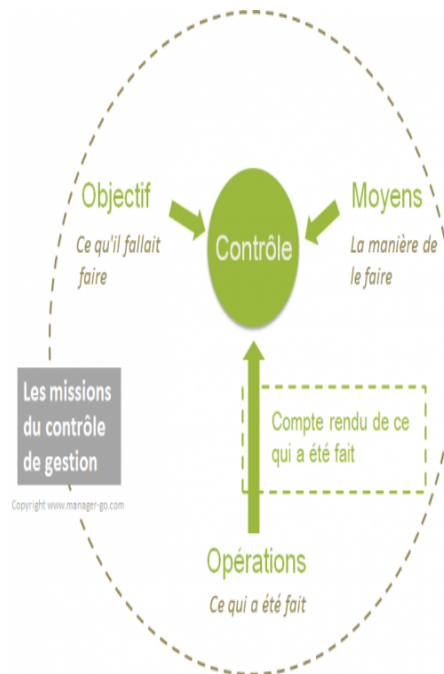 Objectif
Moyens
Ce qu'il fallait
faire
Contrôle
La manière de
le faire
Les missions
du contrôle
de gestion
Compte rendu de ce
qui a été fait
Copyright www.manager-go.com
Opérations
Ce qui a été fait